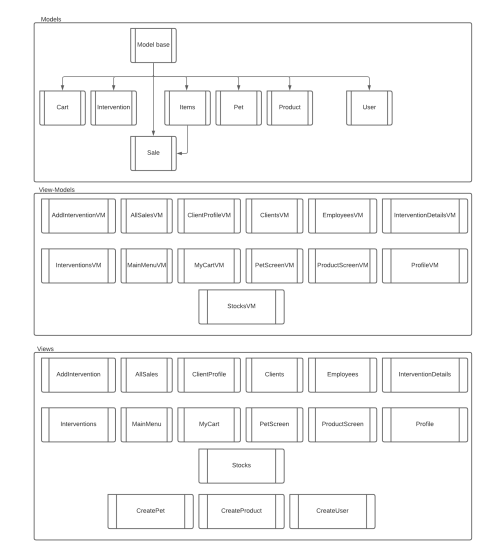 Models
Model base
Cart
Intervention
Items
Pet
Product
User
Sale
View-Models
AddInterventionVM
AllSalesVM
ClientProfileVM
ClientsVM
EmployeesVM
InterventionDetailsVM
InterventionsVM
MainMenuVM
MyCartVM
PetScreenVM
ProductScreenVM
ProfileVM
StocksVM
Views
AddIntervention
AllSales
ClientProfile
Clients
Employees
InterventionDetails
Interventions
MainMenu
MyCart
PetScreen
ProductScreen
Profile
Stocks
CreatePet
CreateProduct
CreateUser